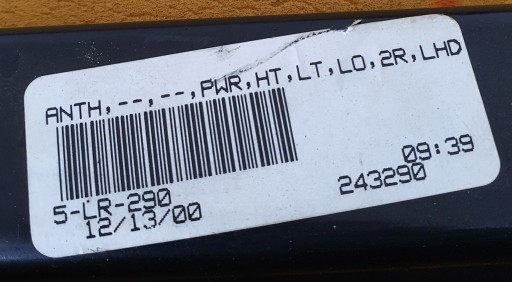 ANTH,--,--,PWR,HT,LT,LO,2R,LHD
5-LR-290
09:39
12/13/00
243290